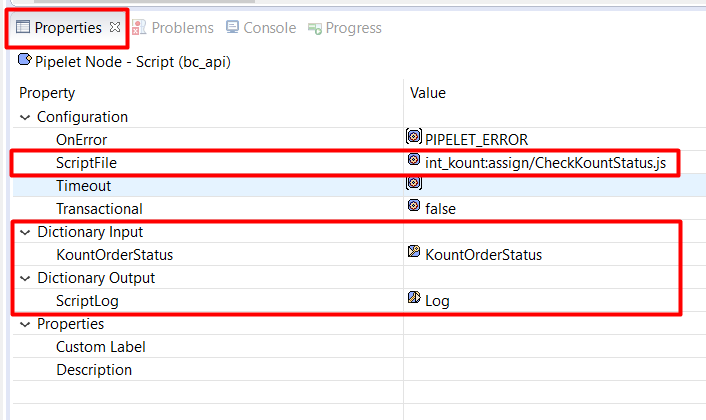 Properties Problems Console Progress
Pipelet Node - Script (bc_api)
Property Value
Configuration
OnError PIPELET_ERROR
ScriptFile int_kount:assign/CheckKountStatus.js
Timeout
Transactional false
Dictionary Input
KountOrderStatus KountOrderStatus
Dictionary Output
ScriptLog Log
Properties
Custom Label
Description